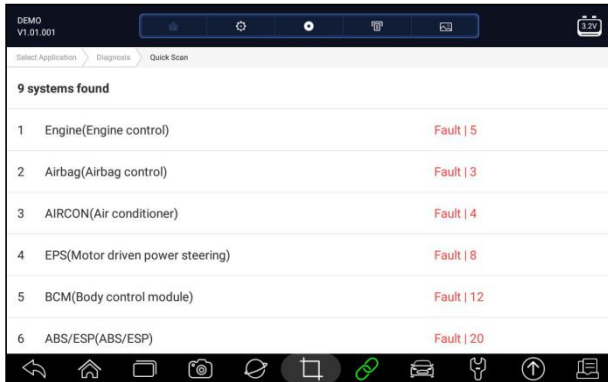 DEMO
V1.01.001
3.2V
Select Application Diagnosis Quick Scan
9 systems found
1 Engine(Engine control) Fault | 5
2 Airbag(Airbag control) Fault | 3
3 AIRCON(Air conditioner) Fault | 4
4 EPS(Motor driven power steering) Fault | 8
5 BCM(Body control module) Fault | 12
6 ABS/ESP(ABS/ESP) Fault | 20